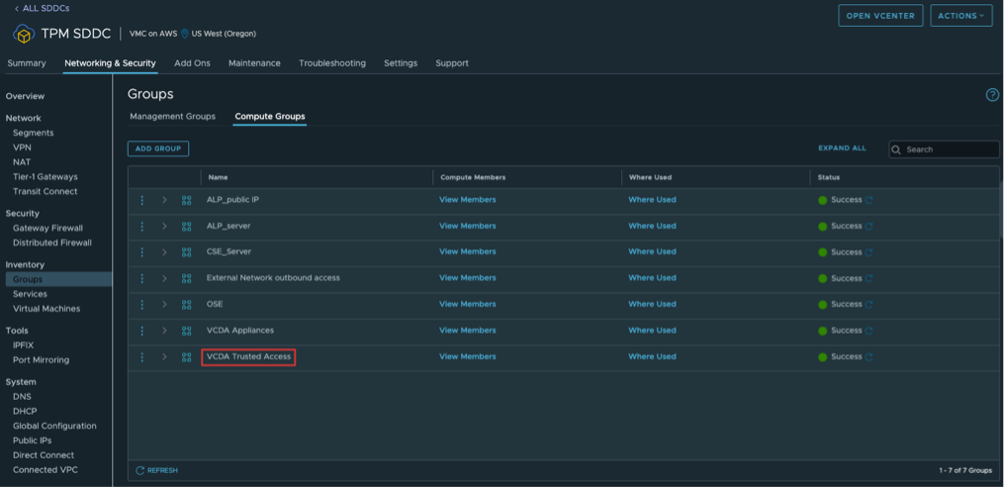 < ALL SDDCs
OPEN VCENTER
ACTIONS
TPM SDDC | VMC on AWS US West (Oregon)
Summary Networking & Security Add Ons Maintenance Troubleshooting Settings Support
Overview
Network
Segments
VPN
NAT
Tier-1 Gateways
Transit Connect
Security
Gateway Firewall
Distributed Firewall
Inventory
Groups
Services
Virtual Machines
Tools
IPFIX
Port Mirroring
System
DNS
DHCP
Global Configuration
Public IPs
Direct Connect
Connected VPC
Groups
?
Management Groups Compute Groups
ADD GROUP
EXPAND ALL
Search
Name Compute Members Where Used Status
ALP_public IP View Members Where Used Success
ALP_server View Members Where Used Success
CSE_Server View Members Where Used Success
External Network outbound access View Members Where Used Success
OSE View Members Where Used Success
VCDA Appliances View Members Where Used Success
VCDA Trusted Access View Members Where Used Success
REFRESH
1 - 7 of 7 Groups